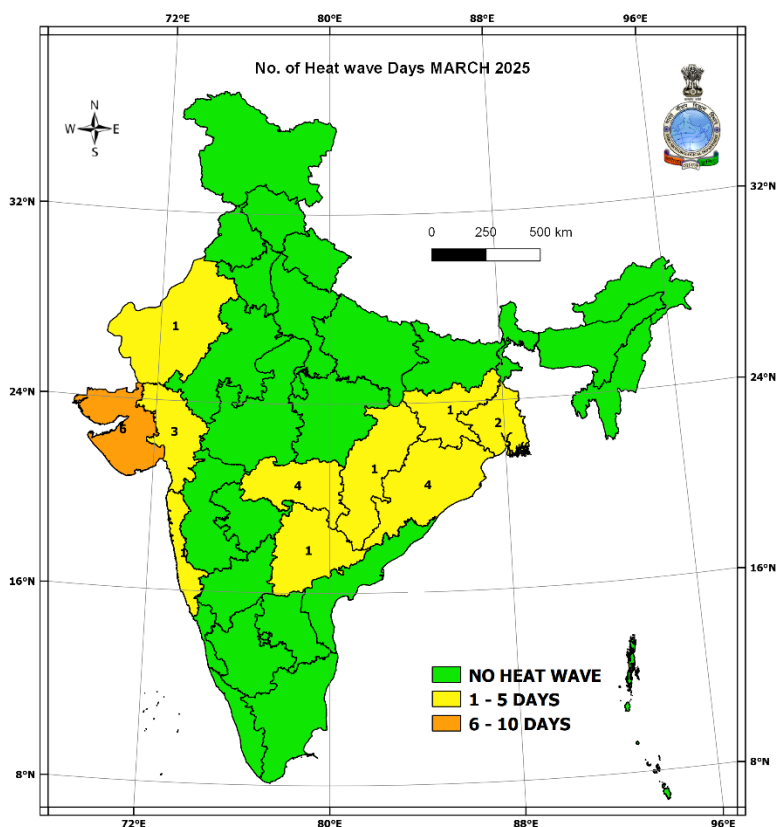 72°E 80°E 88°E 96°E
No. of Heat wave Days MARCH 2025
N
W E
S
32°N 32°N
0 250 500 km
1
24°N 24°N
6 3 1 2
4 1 4
1 1
16°N 16°N
NO HEAT WAVE
1 - 5 DAYS
6 - 10 DAYS
8°N 8°N
72°E 80°E 88°E 96°E